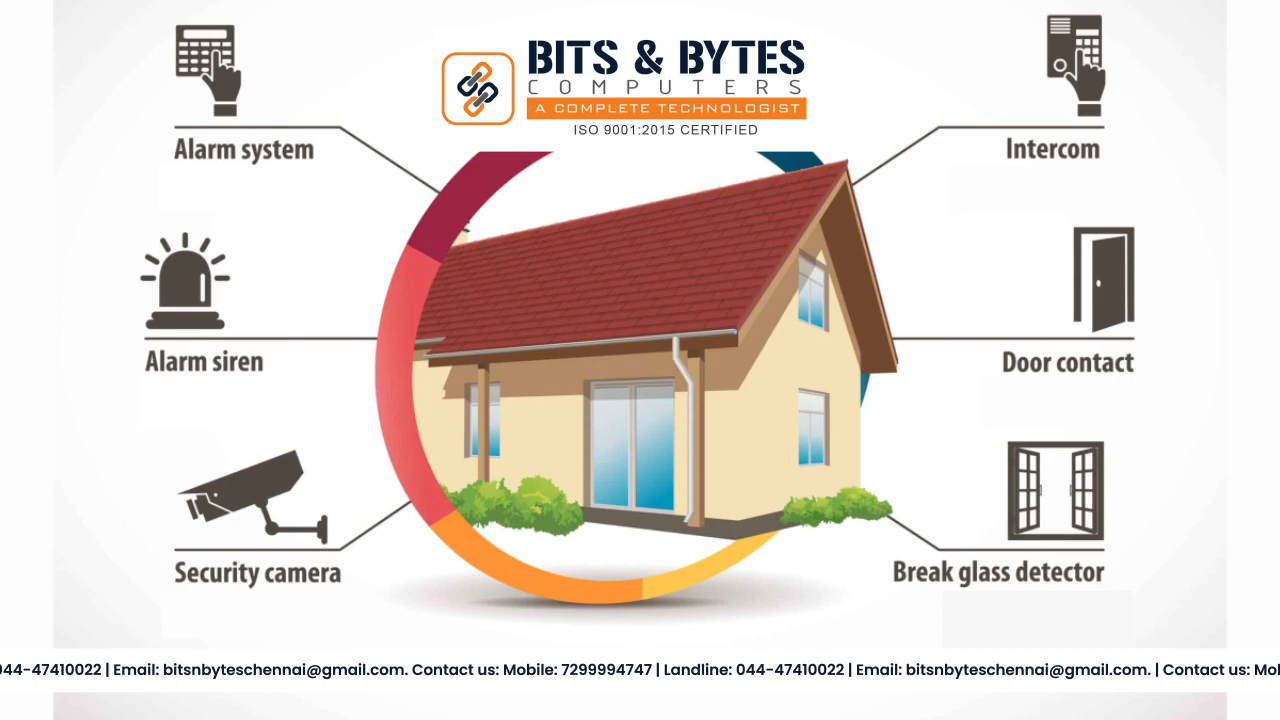 BITS & BYTES
COMPUTERS
A COMPLETE TECHNOLOGIST
ISO 9001:2015 CERTIFIED
Alarm system
Intercom
Alarm siren
Door contact
Security camera
Break glass detector
044-47410022 | Email: bitsnbyteschennai@gmail.com. Contact us: Mobile: 7299994747 | Landline: 044-47410022 | Email: bitsnbyteschennai@gmail.com. | Contact us: Mo